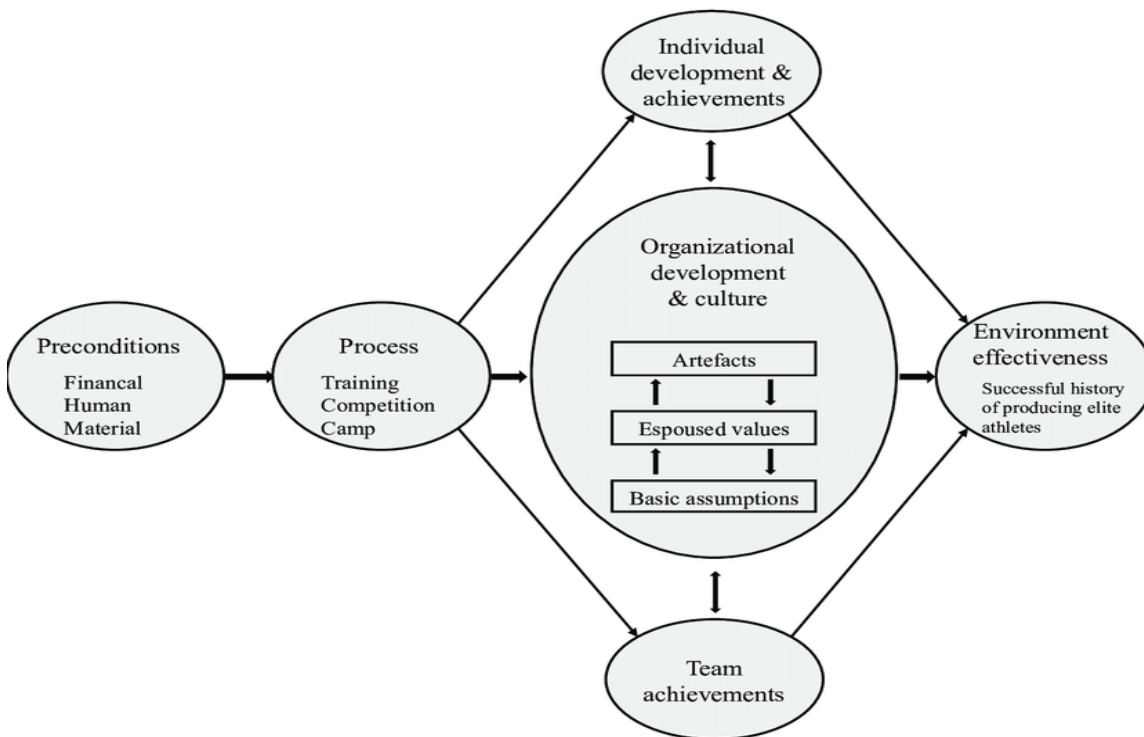 Individual
development &
achievements
Organizational
development
& culture
Artefacts
Espoused values
Basic assumptions
Preconditions
Financal
Human
Material
Process
Training
Competition
Camp
Environment
effectiveness
Successful history
of producing elite
athletes
Team
achievements